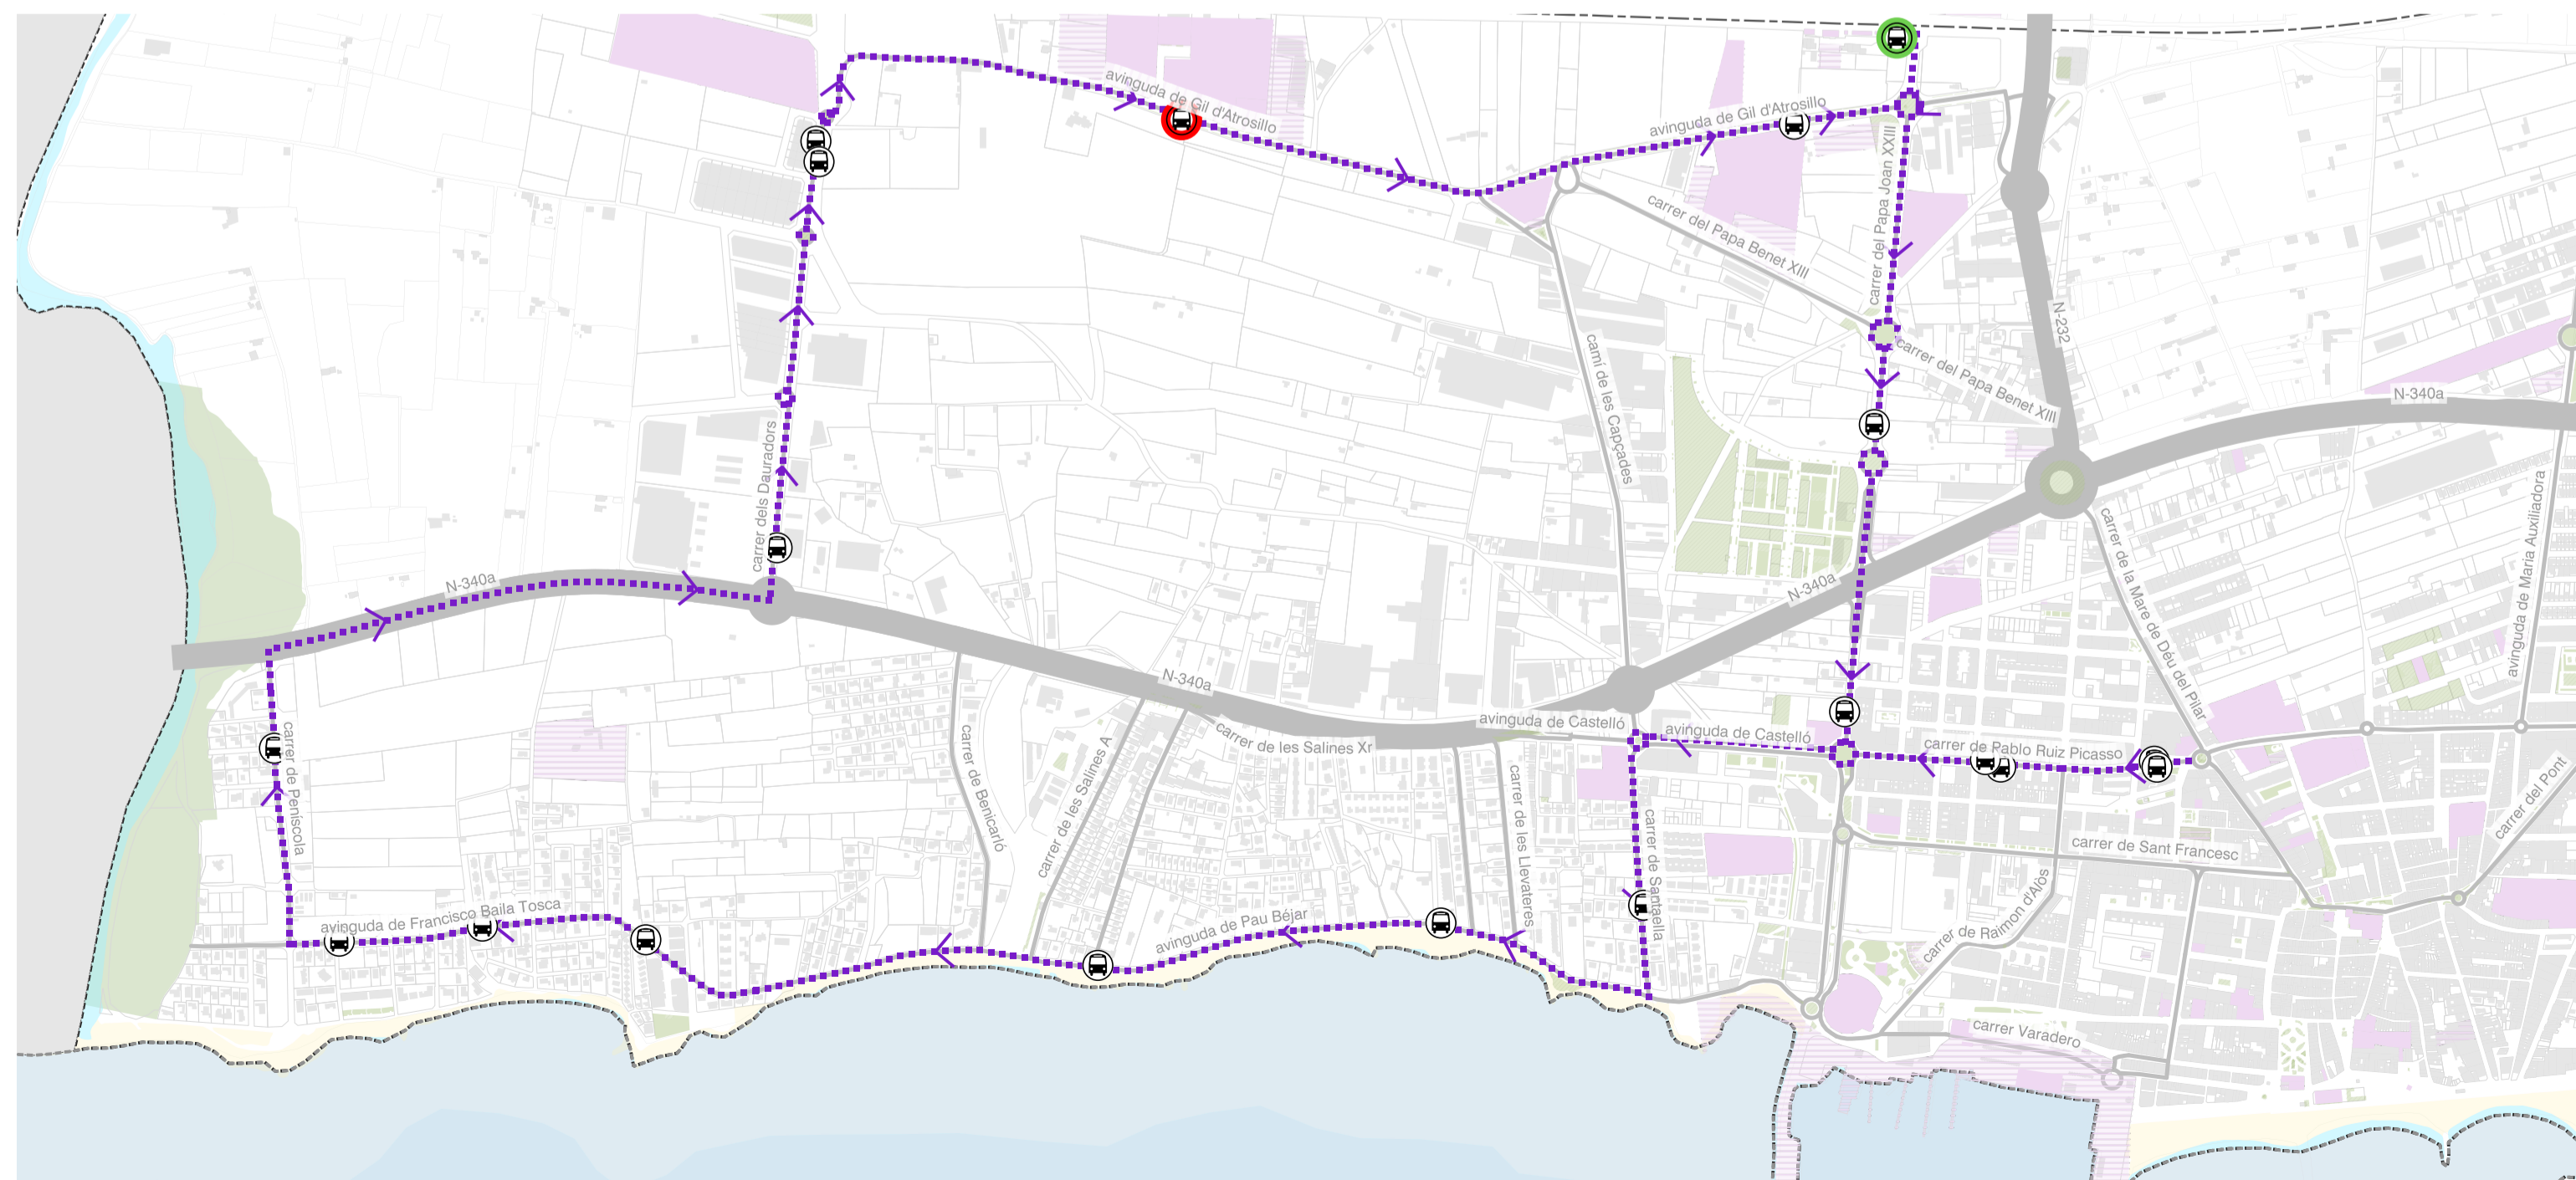 avinguda de Gil d'Atrosillo
avinguda de Gil d'Atrosillo
carrer del Papa Joan XXIII
carrer del Papa Benet XIII
carrer del Papa Benet XIII
N-232
N-340a
camí de les Capçades
carrer dels Dauradors
N-340a
N-340a
carrer de la Mare de Déu del Pilar
avinguda de Maria Auxiliadora
N-340a
avinguda de Castelló
avinguda de Castelló
carrer de les Salines Xr
carrer de Pablo Ruiz Picasso
carrer de Peníscola
carrer de Benicarló
carrer de les Salines A
carrer de les Llevateres
carrer de Santaella
carrer de Sant Francesc
carrer del Pont
avinguda de Francisco Baila Tosca
avinguda de Pau Béjar
carrer de Raimon d'Alòs
carrer Varadero